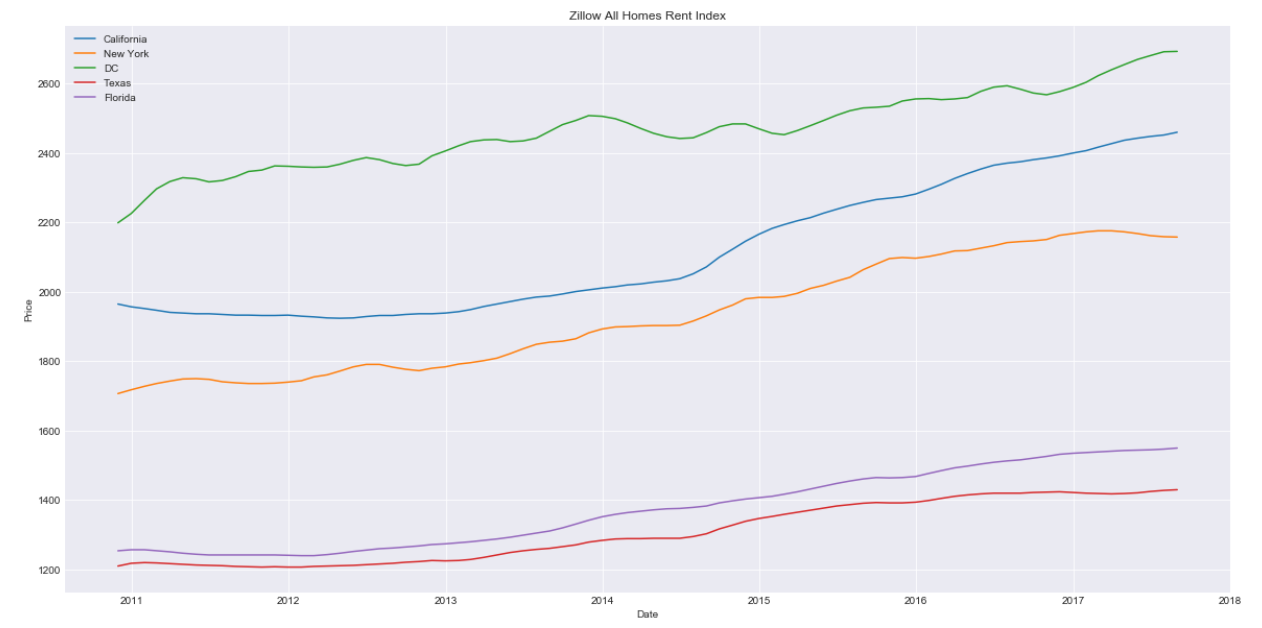 Zillow All Homes Rent Index
California
New York
DC
Texas
Florida
2600
2400
2200
2000
1800
1600
1400
1200
Price
2011 2012 2013 2014 2015 2016 2017 2018
Date